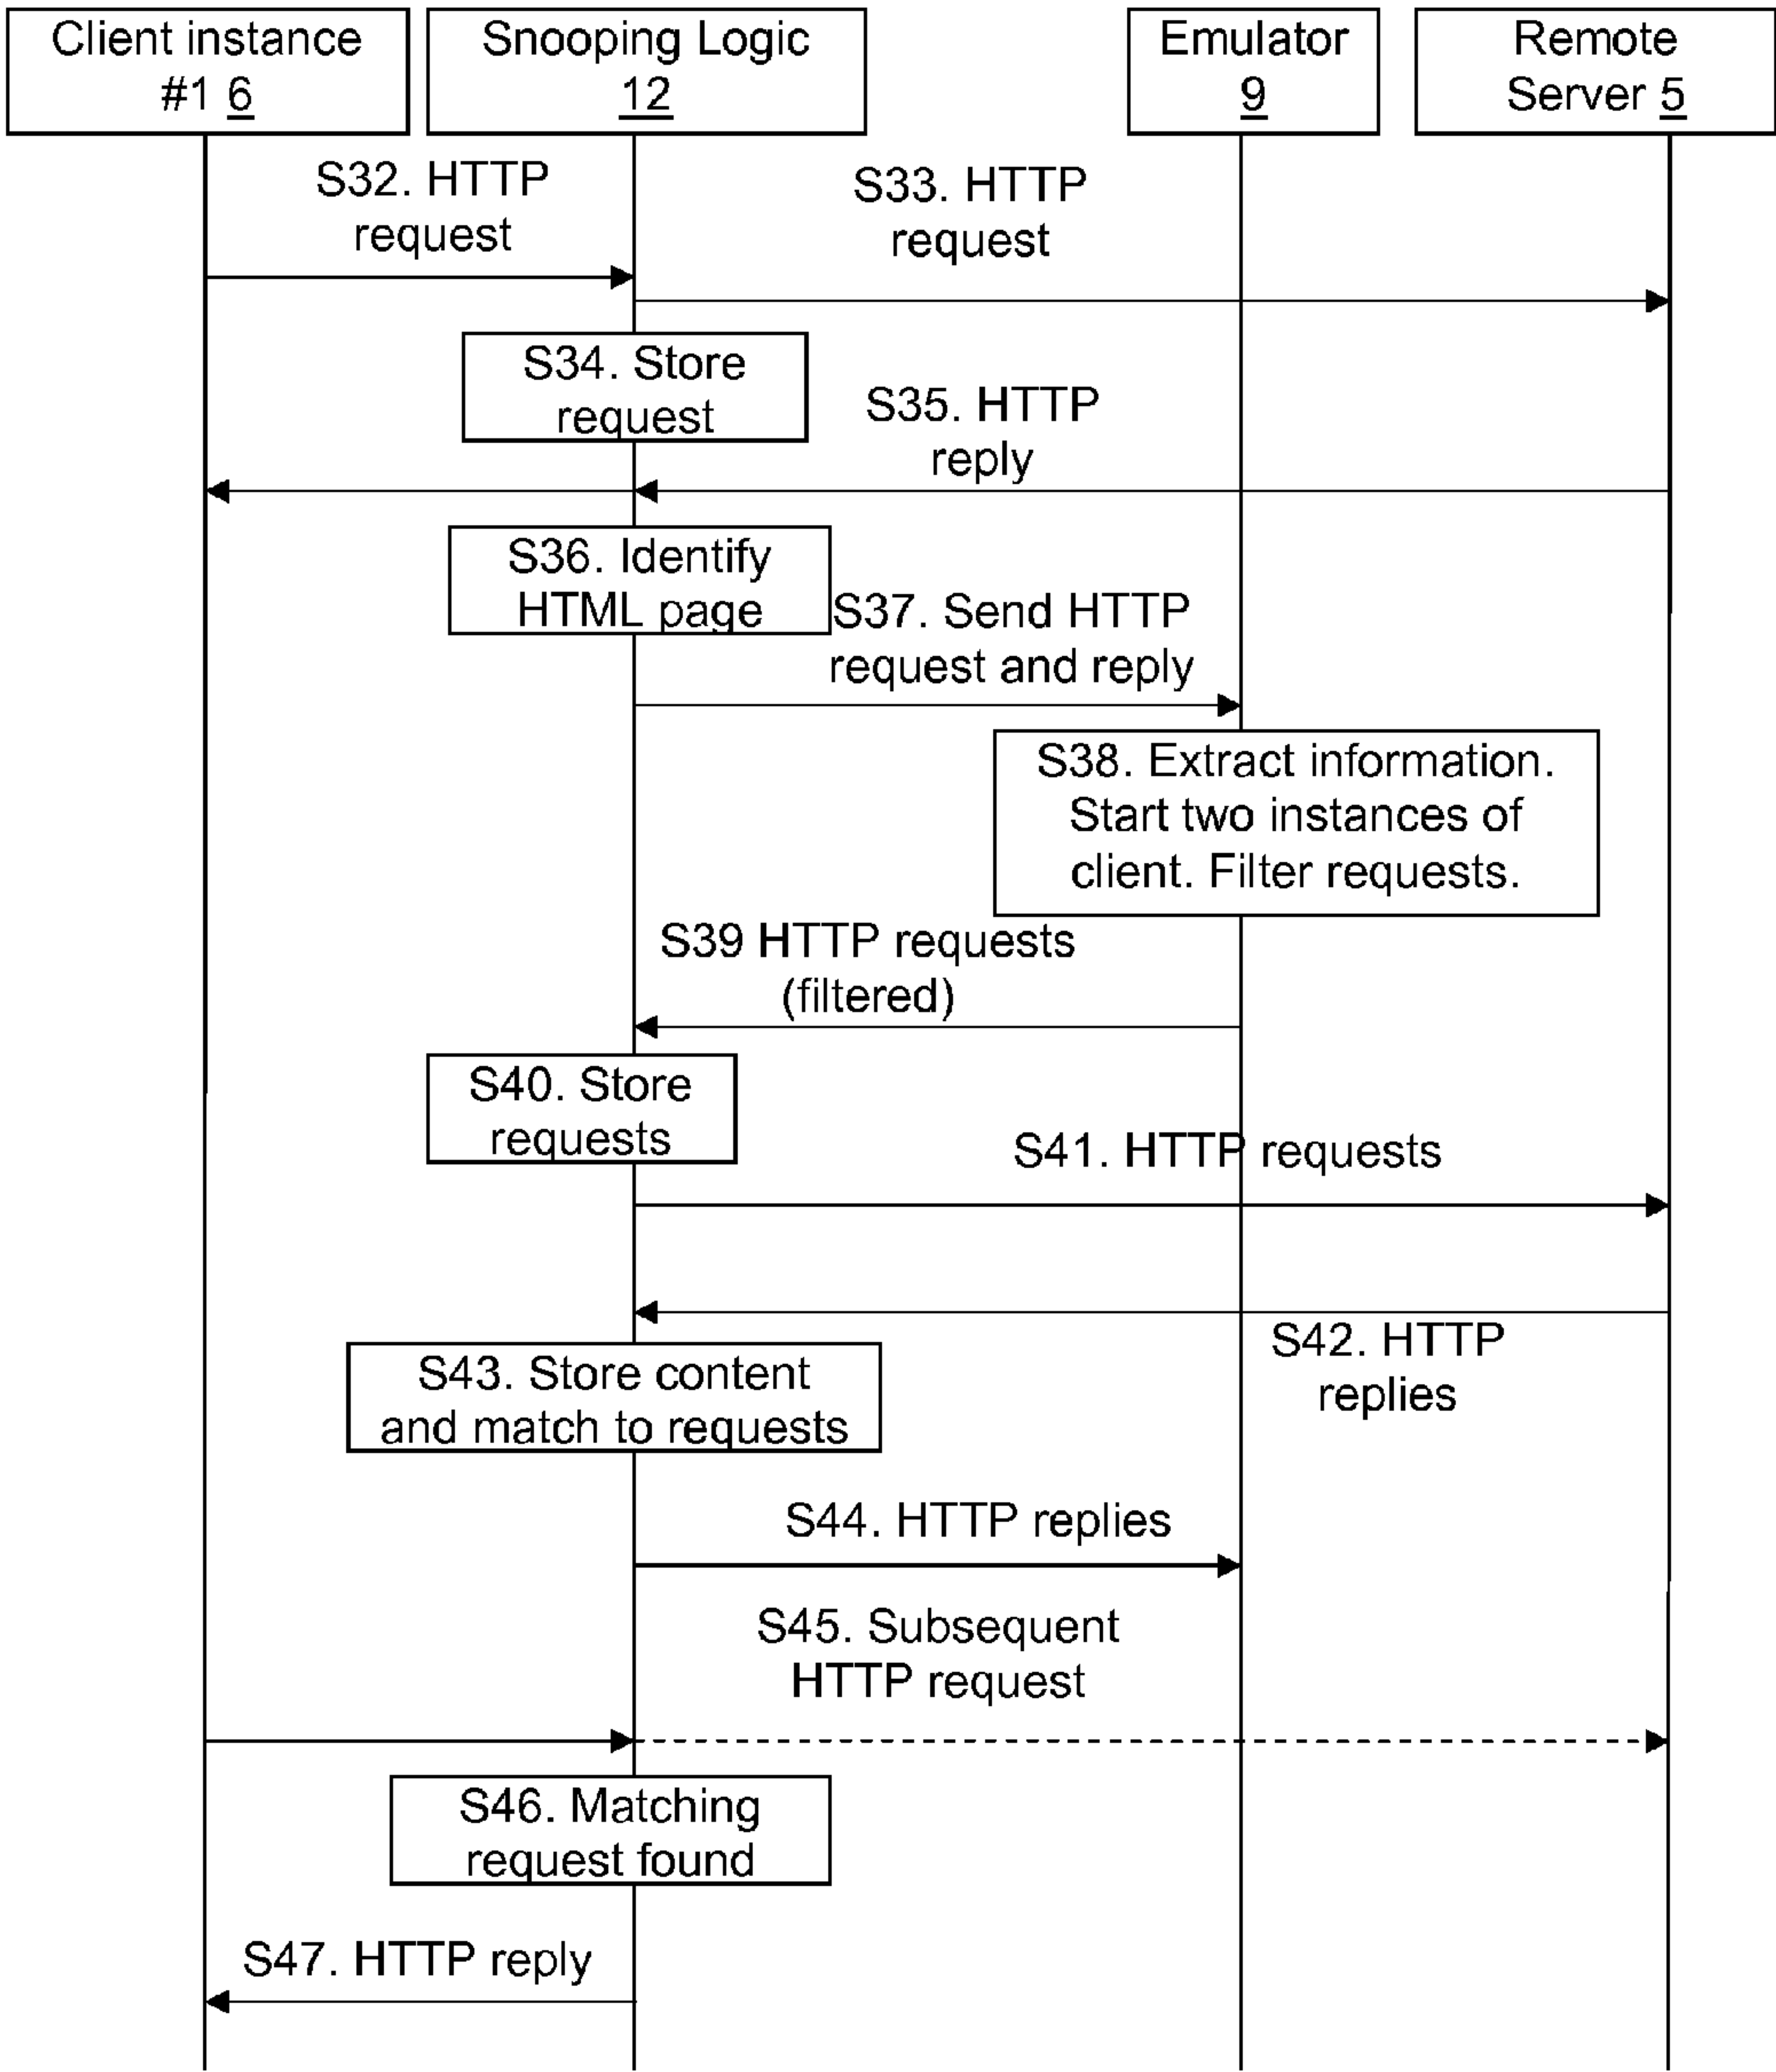 Client instance
#1 6
Snooping Logic
12
Emulator
9
Remote
Server 5
S32. HTTP
request
S33. HTTP
request
S34. Store
request
S35. HTTP
reply
S36. Identify
HTML page
S37. Send HTTP
request and reply
S38. Extract information.
Start two instances of
client. Filter requests.
S39 HTTP requests
(filtered)
S40. Store
requests
S41. HTTP requests
S42. HTTP
replies
S43. Store content
and match to requests
S44. HTTP replies
S45. Subsequent
HTTP request
S46. Matching
request found
S47. HTTP reply